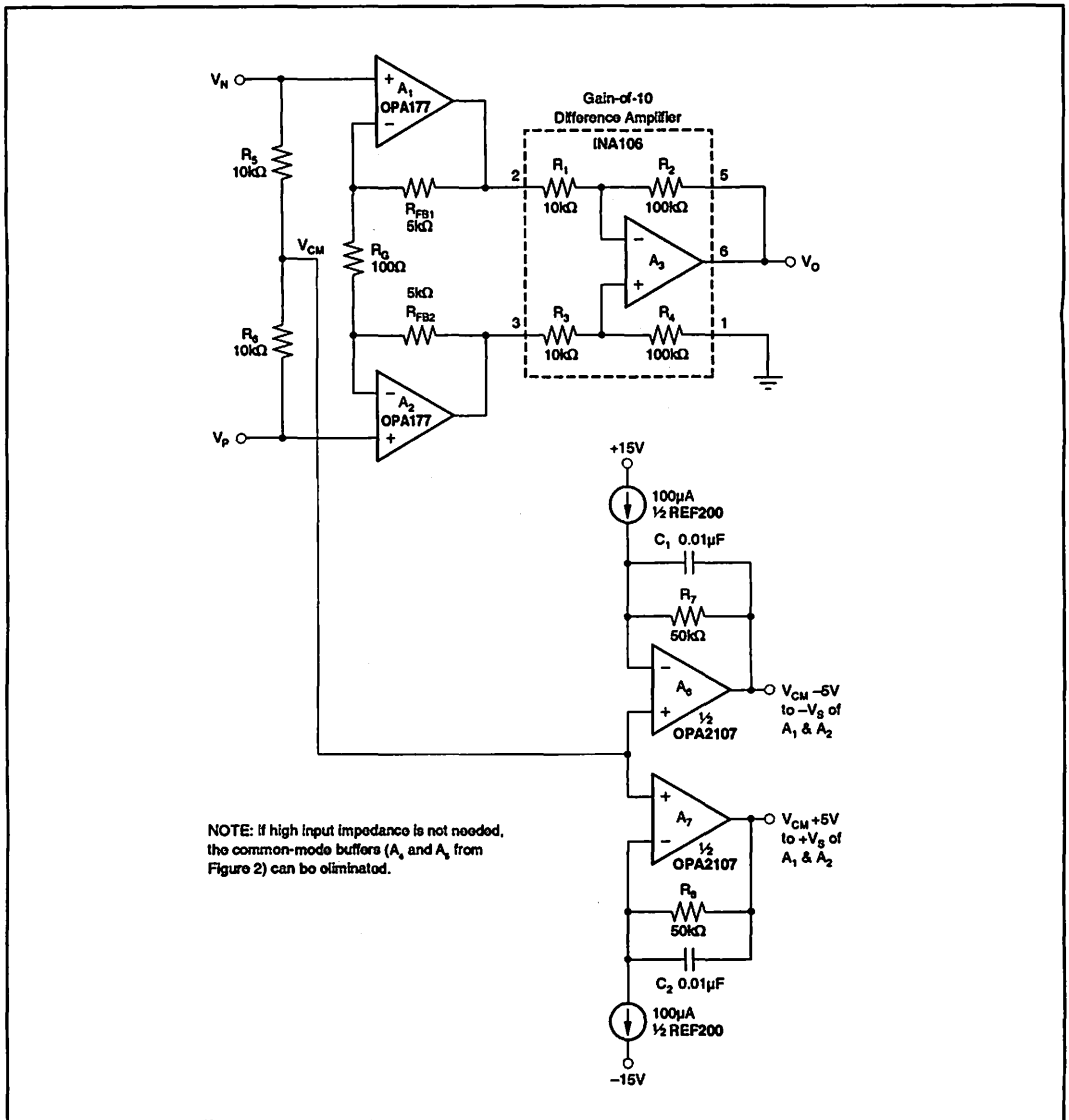 V_N
+
A_1
OPA177
−
R_5
10kΩ
R_FB1
5kΩ
V_CM
R_G
100Ω
5kΩ
R_FB2
R_6
10kΩ
−
A_2
OPA177
+
V_P
Gain-of-10
Difference Amplifier
INA106
2
R_1
10kΩ
R_2
100kΩ
5
−
A_3
+
6
V_O
3
R_3
10kΩ
R_4
100kΩ
1
+15V
100µA
½ REF200
C_1 0.01µF
R_7
50kΩ
−
A_6
+
½
OPA2107
V_CM −5V
to −V_S of
A_1 & A_2
+
A_7
−
½
OPA2107
V_CM +5V
to +V_S of
A_1 & A_2
R_8
50kΩ
C_2 0.01µF
100µA
½ REF200
−15V
NOTE: If high input impedance is not needed,
the common-mode buffers (A_4 and A_5 from
Figure 2) can be eliminated.